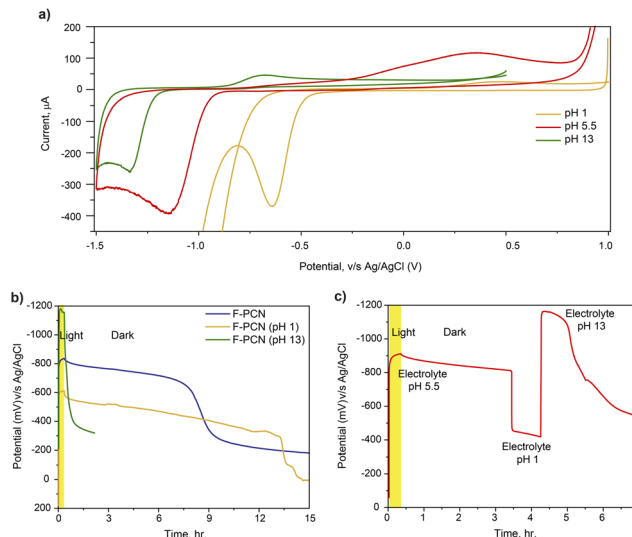 a)
200
100
0
-100
-200
-300
-400
Current, µA
-1.5
-1.0
-0.5
0.0
0.5
1.0
Potential, v/s Ag/AgCl (V)
pH 1
pH 5.5
pH 13
b)
-1200
-1000
-800
-600
-400
-200
0
200
Potential (mV)v/s Ag/AgCl
Light
Dark
F-PCN
F-PCN (pH 1)
F-PCN (pH 13)
0
3
6
9
12
15
Time, hr.
c)
-1200
-1000
-800
-600
-400
-200
0
Potential (mV)v/s Ag/AgCl
Light
Dark
Electrolyte
pH 5.5
Electrolyte
pH 1
Electrolyte
pH 13
0
1
2
3
4
5
6
Time, hr.